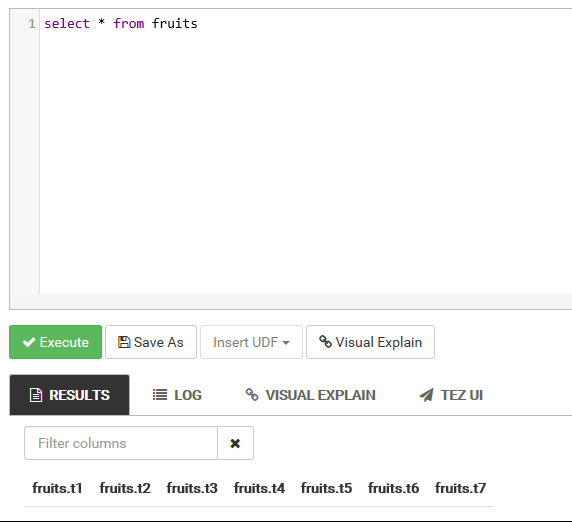 1 select * from fruits
Execute Save As Insert UDF Visual Explain
RESULTS LOG VISUAL EXPLAIN TEZ UI
Filter columns
fruits.t1 fruits.t2 fruits.t3 fruits.t4 fruits.t5 fruits.t6 fruits.t7